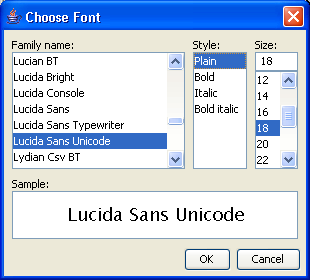 Choose Font
Family name: Style: Size:
Lucian BT Plain 18
Lucida Bright Bold 12
Lucida Console Italic 14
Lucida Sans Bold italic 16
Lucida Sans Typewriter 18
Lucida Sans Unicode 20
Lydian Csv BT 22
Sample:
Lucida Sans Unicode
OK Cancel